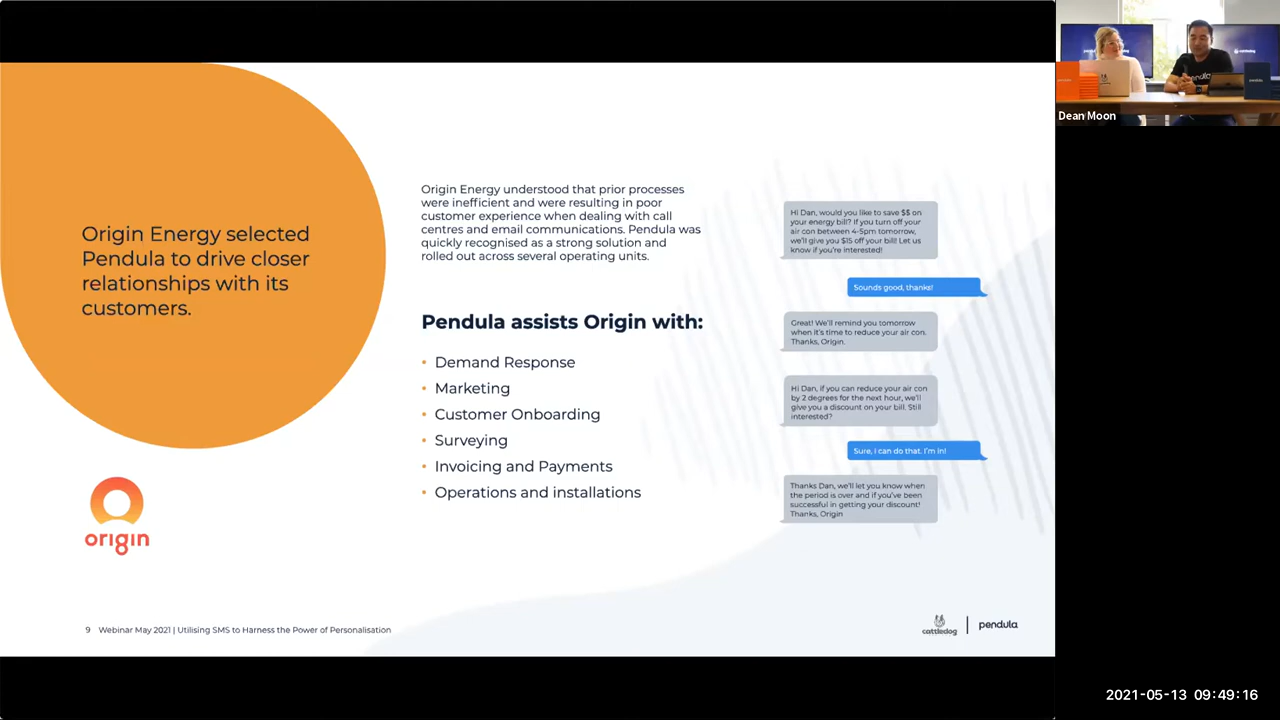 Origin Energy selected
Pendula to drive closer
relationships with its
customers.
origin
Origin Energy understood that prior processes
were inefficient and were resulting in poor
customer experience when dealing with call
centres and email communications. Pendula was
quickly recognised as a strong solution and
rolled out across several operating units.
Pendula assists Origin with:
• Demand Response
• Marketing
• Customer Onboarding
• Surveying
• Invoicing and Payments
• Operations and installations
Hi Dan, would you like to save $$ on
your energy bill? If you turn off your
air con between 4-5pm tomorrow,
we'll give you $15 off your bill! Let us
know if you're interested!
Sounds good, thanks!
Great! We'll remind you tomorrow
when it's time to reduce your air con.
Thanks, Origin.
Hi Dan, if you can reduce your air con
by 2 degrees for the next hour, we'll
give you a discount on your bill. Still
interested?
Sure, I can do that. I'm in!
Thanks Dan, we'll let you know when
the period is over and if you've been
successful in getting your discount!
Thanks, Origin
9 Webinar May 2021 | Utilising SMS to Harness the Power of Personalisation
cattledog | pendula
pendula
cattledog
Dean Moon
2021-05-13 09:49:16